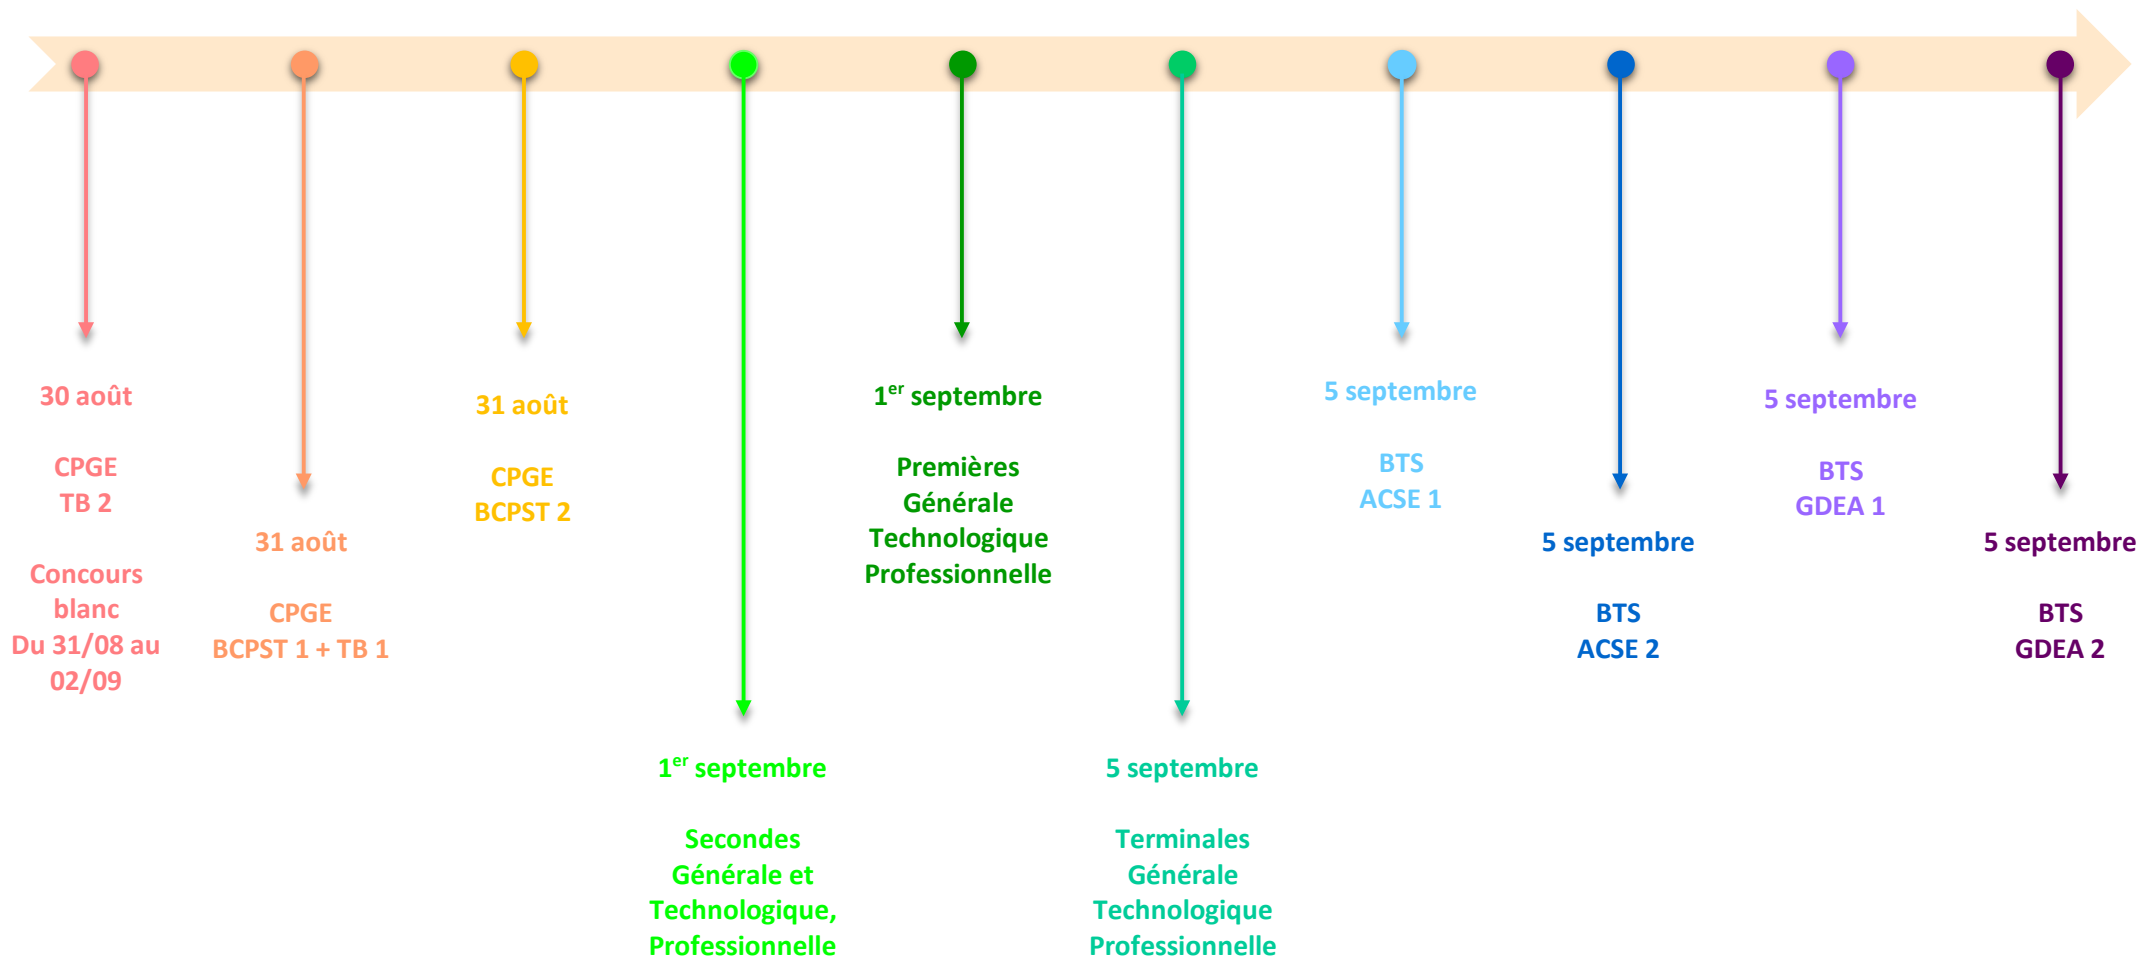 30 août
CPGE
TB 2
Concours
blanc
Du 31/08 au
02/09
31 août
CPGE
BCPST 1 + TB 1
31 août
CPGE
BCPST 2
1er septembre
Secondes
Générale et
Technologique,
Professionnelle
1er septembre
Premières
Générale
Technologique
Professionnelle
5 septembre
Terminales
Générale
Technologique
Professionnelle
5 septembre
BTS
ACSE 1
5 septembre
BTS
ACSE 2
5 septembre
BTS
GDEA 1
5 septembre
BTS
GDEA 2